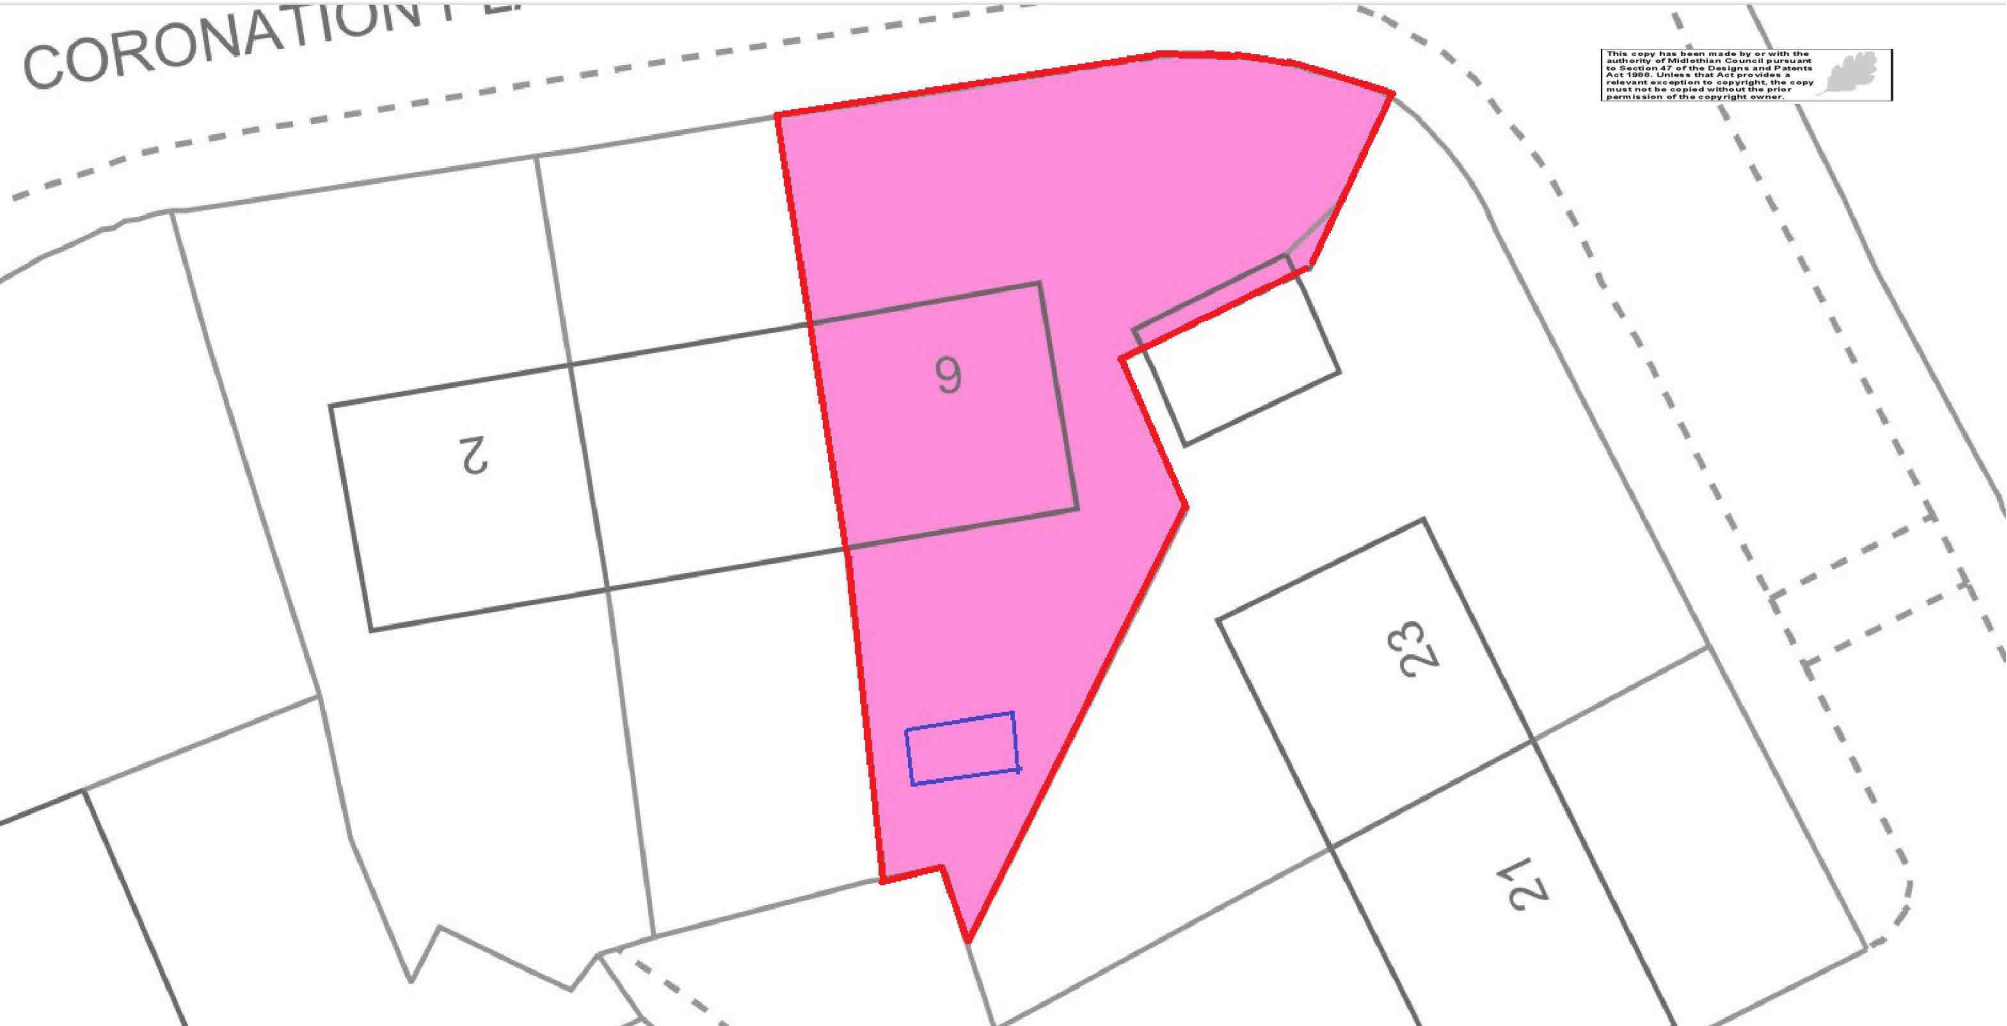 CORONATION
This copy has been made by or with the
authority of Midlothian Council pursuant
to Section 47 of the Designs and Patents
Act 1988. Unless that Act provides a
relevant exception to copyright, the copy
must not be copied without the prior
permission of the copyright owner.
6
2
23
21